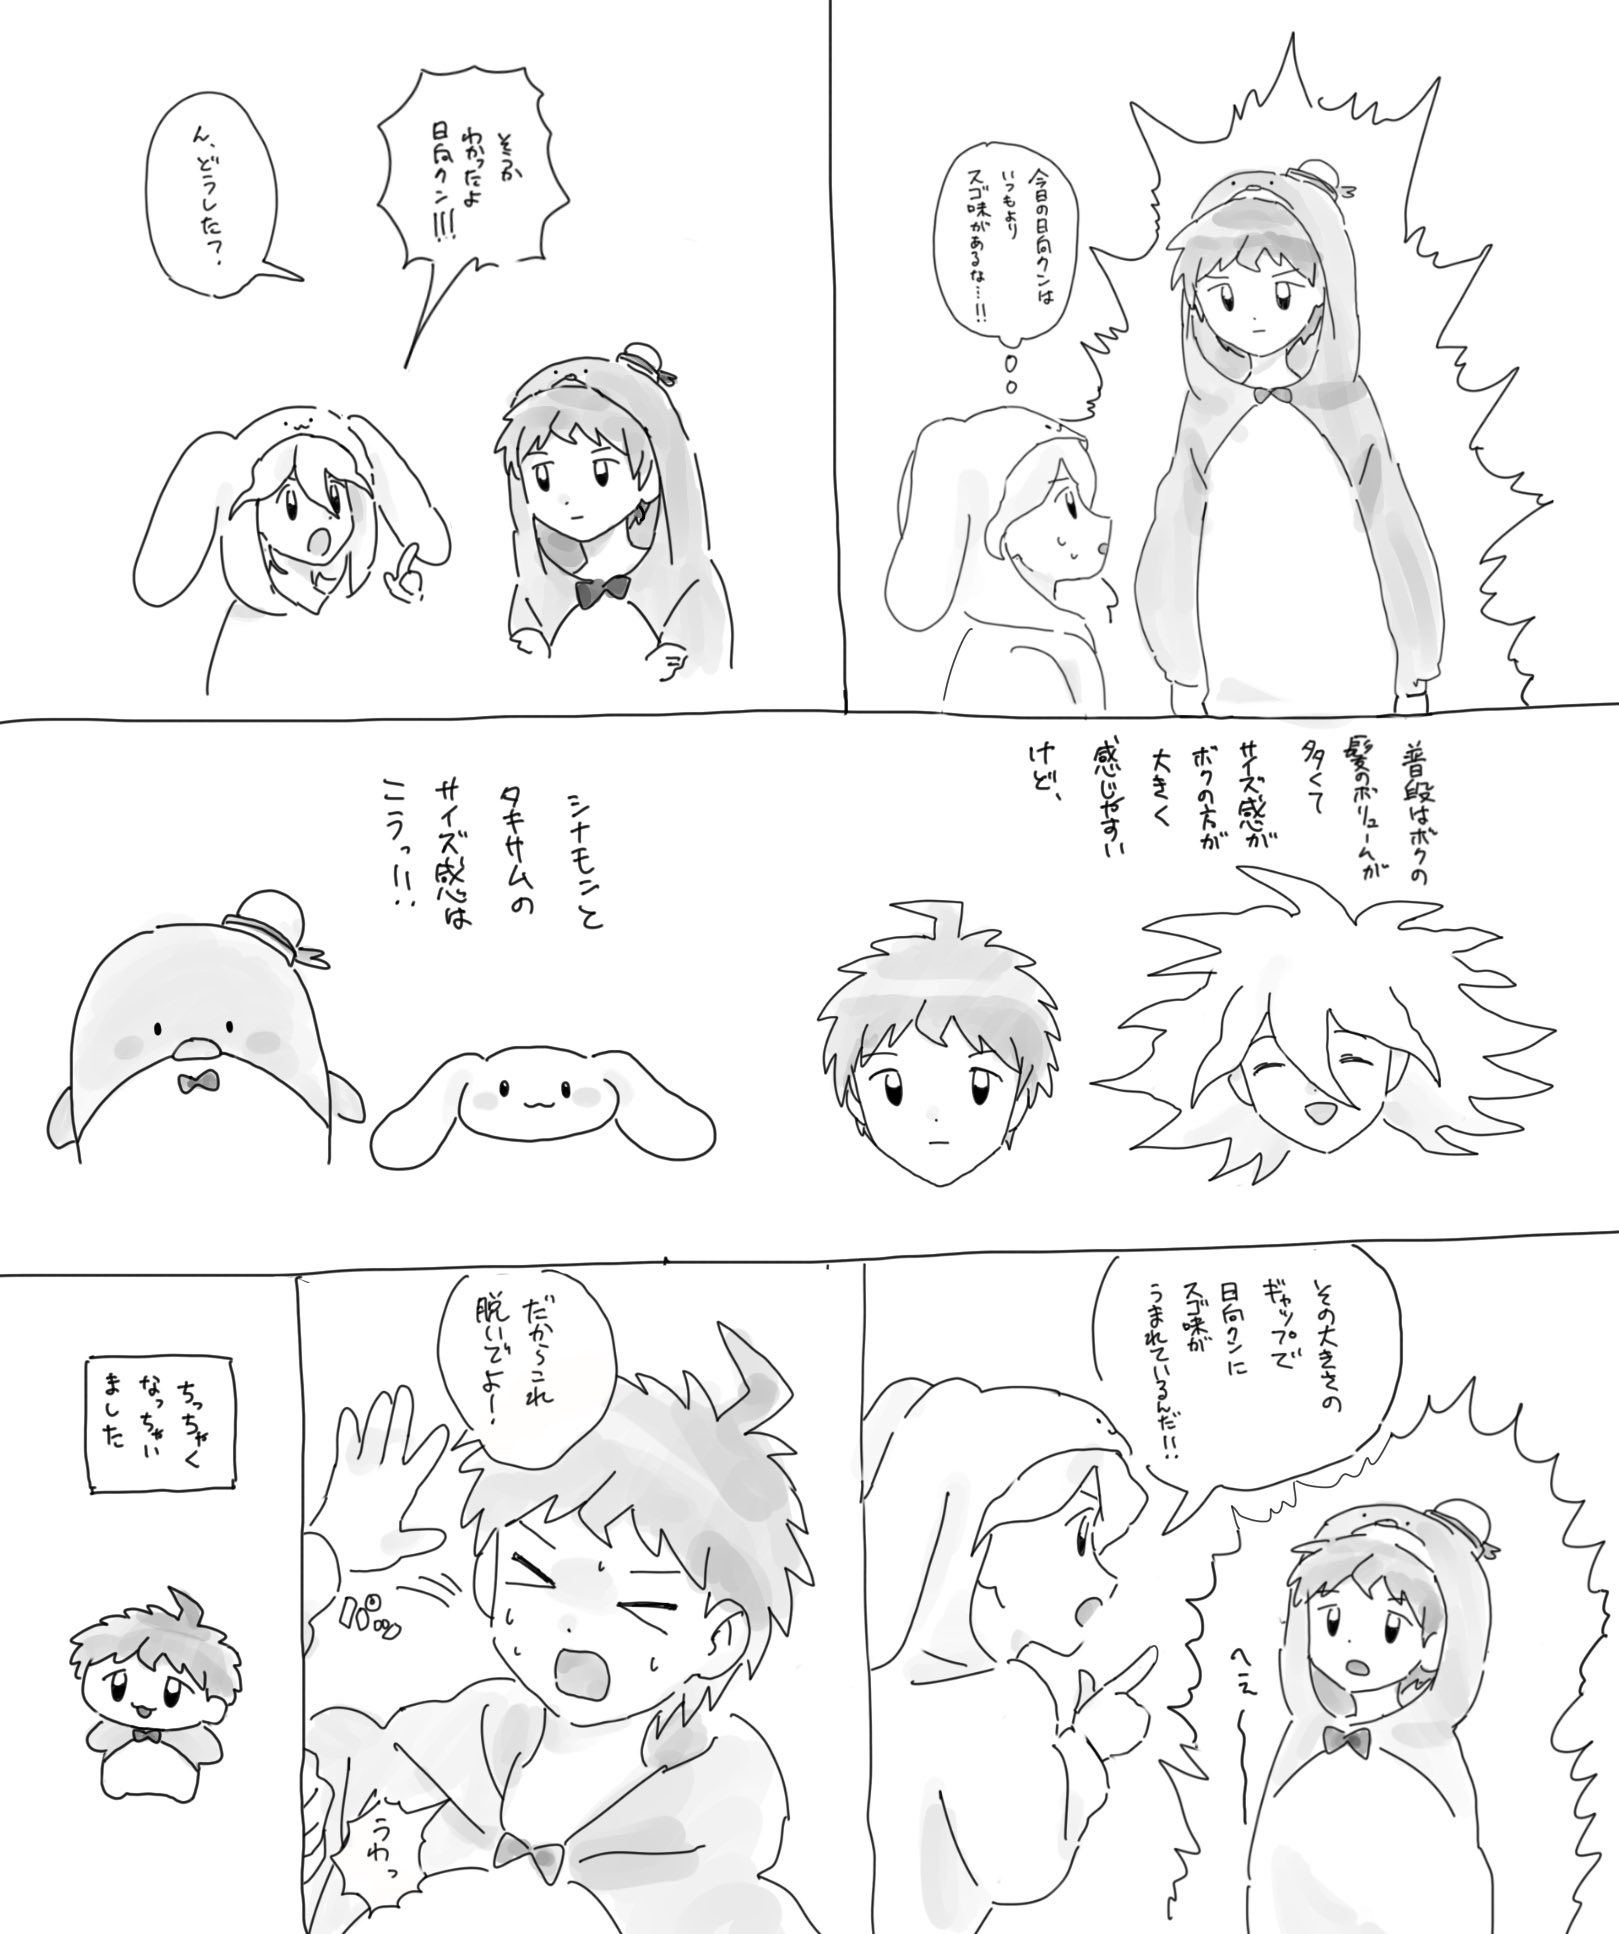 今日の日向クンは
いつもより
スゴ味があるな…!!
そうか
わかったよ
日向クン!!!
ん、どうした?
普段はボクの
髪のボリュームが
多くて
サイズ感が
ボクの方が
大きく
感じやすい
けど、
シナモンと
タキサムの
サイズ感は
こうっ!!
その大きさの
ギャップで
日向クンに
スゴ味が
うまれているんだ!!
へえ
だからこれ
脱いでよー!
パッ
うわっ
ちっちゃく
なっちゃい
ました